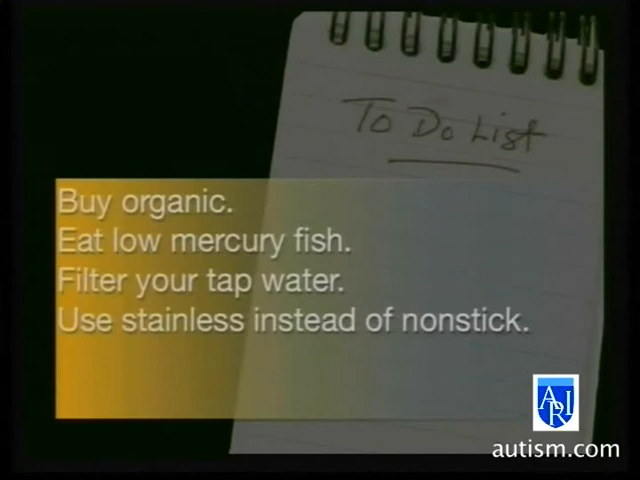 To Do List
Buy organic.
Eat low mercury fish.
Filter your tap water.
Use stainless instead of nonstick.
ARI
autism.com